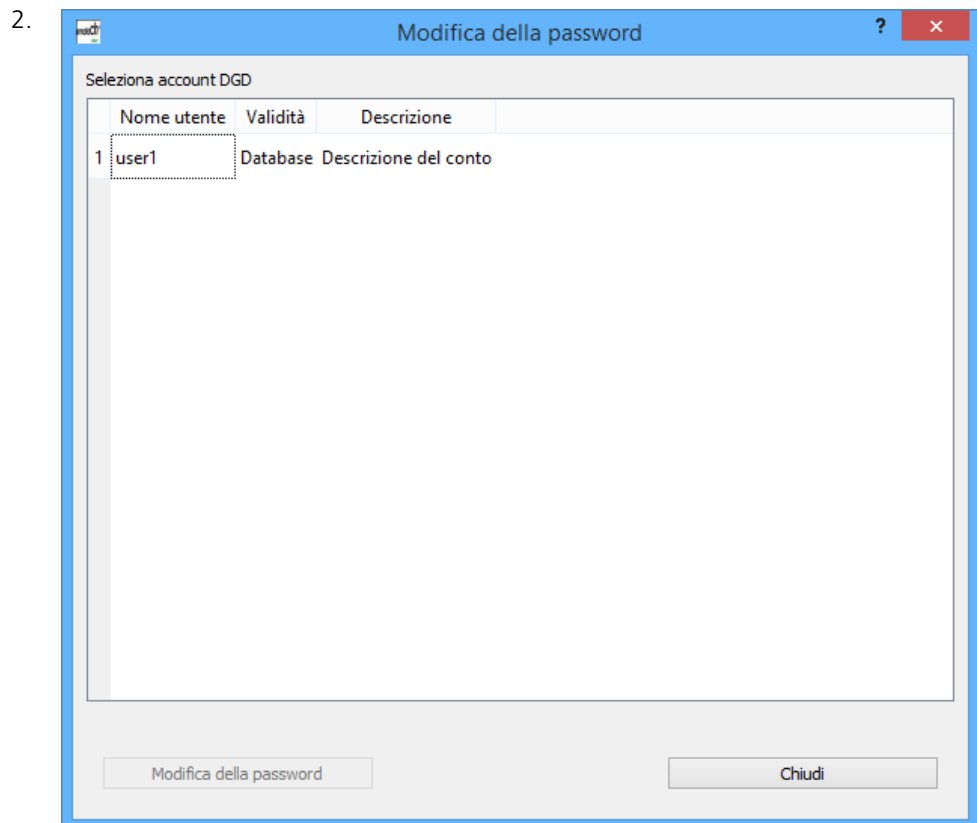 2.
Modifica della password ?
Seleziona account DGD
Nome utente Validità Descrizione
1 user1 Database Descrizione del conto
Modifica della password Chiudi